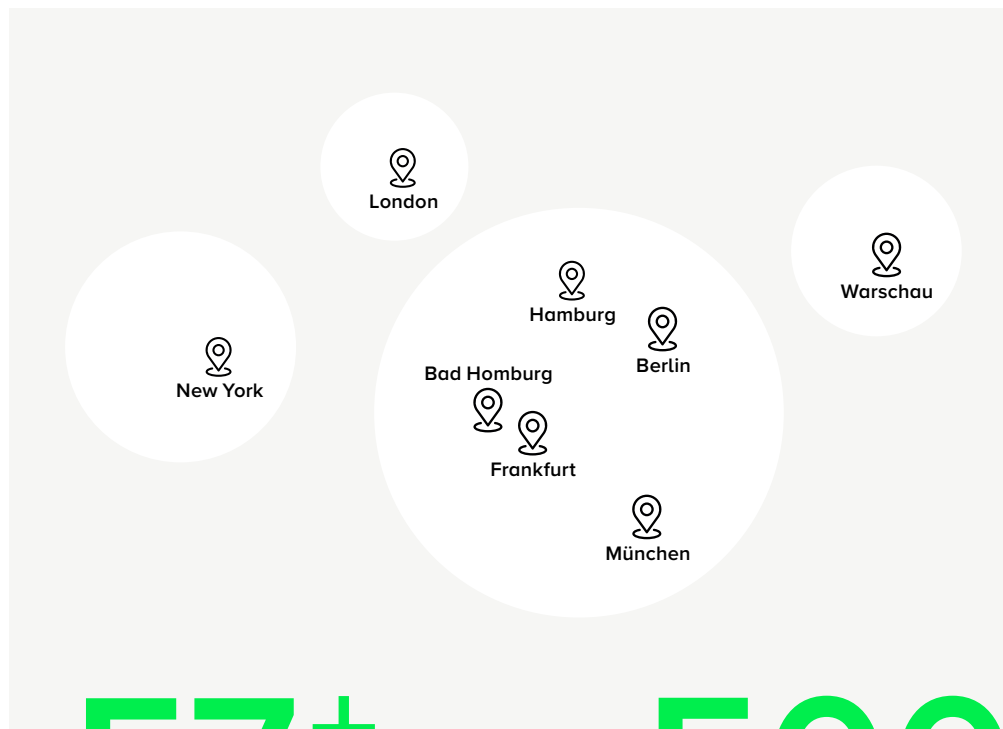 London
Warschau
Hamburg
Berlin
Bad Homburg
New York
Frankfurt
München